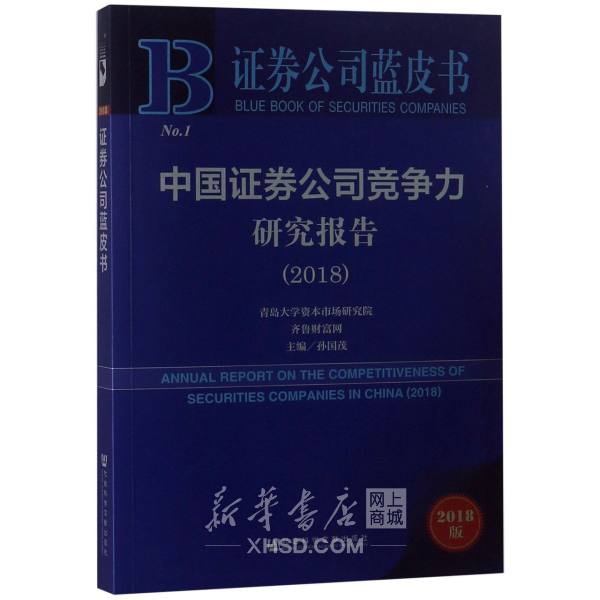 B
证券公司蓝皮书
BLUE BOOK OF SECURITIES COMPANIES
No.1
中国证券公司竞争力
研究报告
(2018)
青岛大学资本市场研究院
齐鲁财富网
主编／孙国茂
ANNUAL REPORT ON THE COMPETITIVENESS OF
SECURITIES COMPANIES IN CHINA (2018)
2018
版
证券公司蓝皮书
新华书店
网上
商城
XHSD.COM